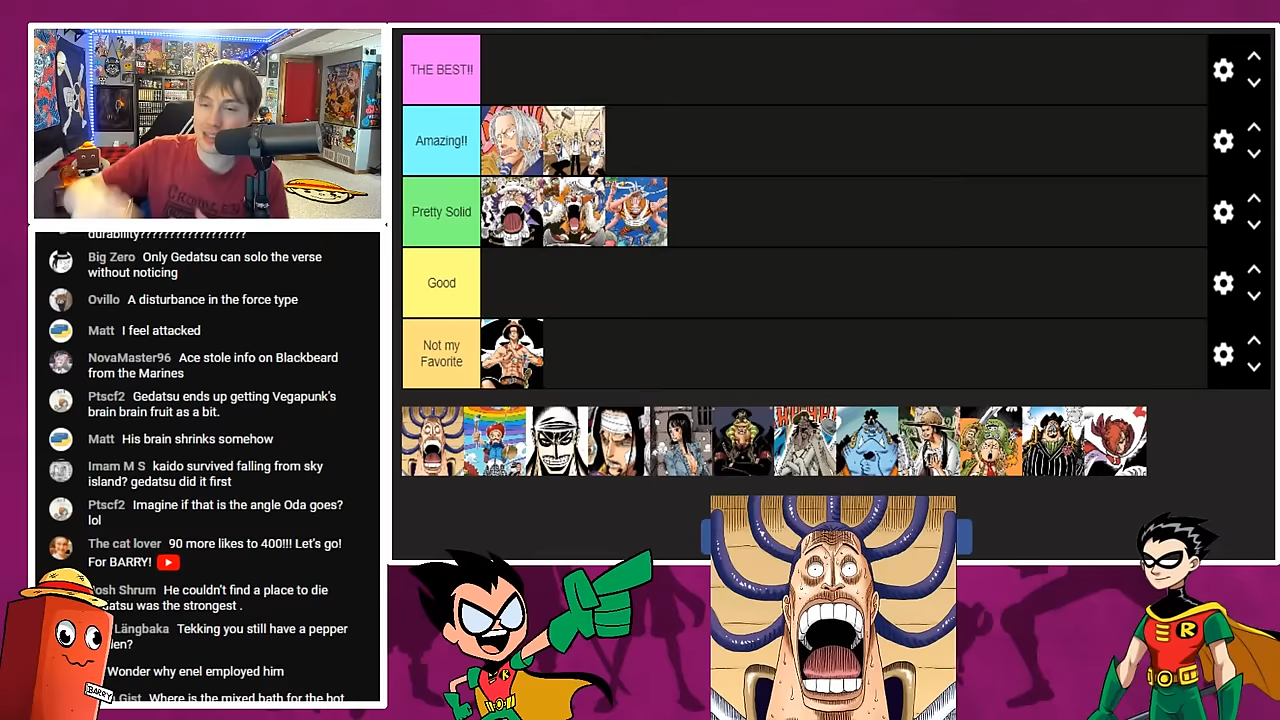 THE BEST!!
Amazing!!
Pretty Solid
Good
Not my
Favorite
durability??????????????????
Big Zero Only Gedatsu can solo the verse
without noticing
Ovillo A disturbance in the force type
Matt I feel attacked
NovaMaster96 Ace stole info on Blackbeard
from the Marines
Ptscf2 Gedatsu ends up getting Vegapunk's
brain brain fruit as a bit.
Matt His brain shrinks somehow
Imam M S kaido survived falling from sky
island? gedatsu did it first
Ptscf2 Imagine if that is the angle Oda goes?
lol
The cat lover 90 more likes to 400!!! Let's go!
For BARRY!
Josh Shrum He couldn't find a place to die
was the strongest .
Långbaka Tekking you still have a pepper
Wonder why enel employed him
Gist Where is the mixed bath for the hot
BARRY
R
R